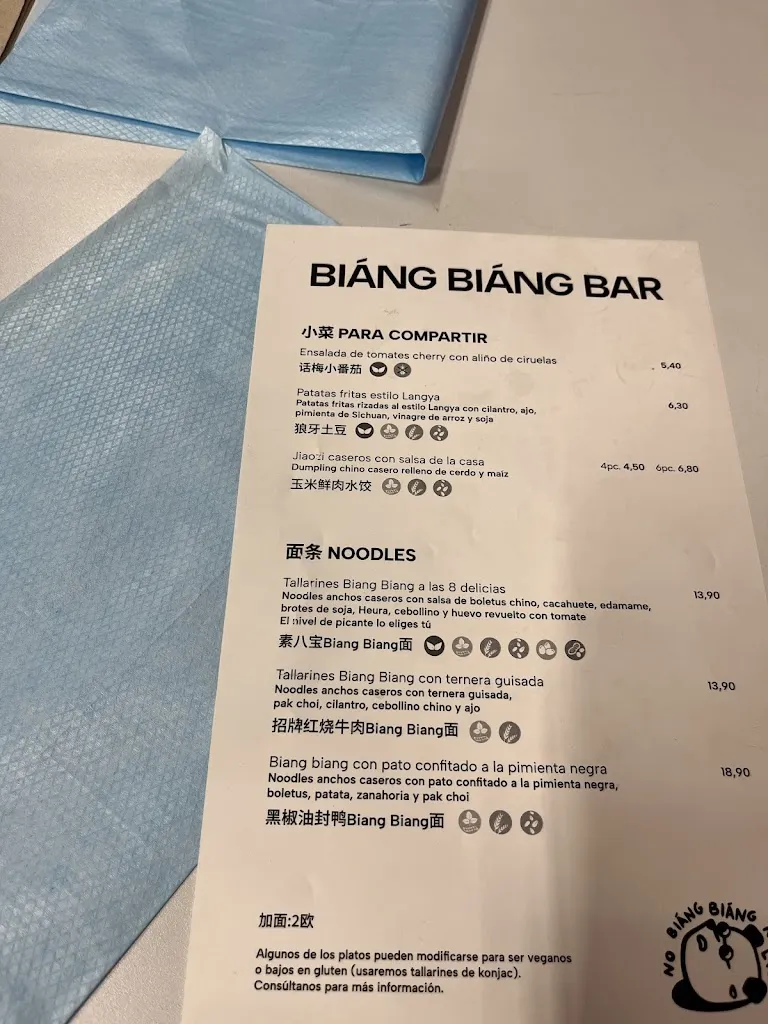 BIÁNG BIÁNG BAR
小菜 PARA COMPARTIR
Ensalada de tomates cherry con aliño de ciruelas 5,40
话梅小番茄
Patatas fritas estilo Langya 6,30
Patatas fritas rizadas al estilo Langya con cilantro, ajo,
pimienta de Sichuan, vinagre de arroz y soja
狼牙土豆
Jiaozi caseros con salsa de la casa 4pc. 4,50 6pc. 6,80
Dumpling chino casero relleno de cerdo y maíz
玉米鲜肉水饺
面条 NOODLES
Tallarines Biang Biang a las 8 delicias 13,90
Noodles anchos caseros con salsa de boletus chino, cacahuete, edamame,
brotes de soja, Heura, cebollino y huevo revuelto con tomate
El nivel de picante lo eliges tú
素八宝Biang Biang面
Tallarines Biang Biang con ternera guisada 13,90
Noodles anchos caseros con ternera guisada,
pak choi, cilantro, cebollino chino y ajo
招牌红烧牛肉Biang Biang面
Biang biang con pato confitado a la pimienta negra 18,90
Noodles anchos caseros con pato confitado a la pimienta negra,
boletus, patata, zanahoria y pak choi
黑椒油封鸭Biang Biang面
加面:2欧
Algunos de los platos pueden modificarse para ser veganos
o bajos en gluten (usaremos tallarines de konjac).
Consúltanos para más información.
NO BIÁNG BIÁNG